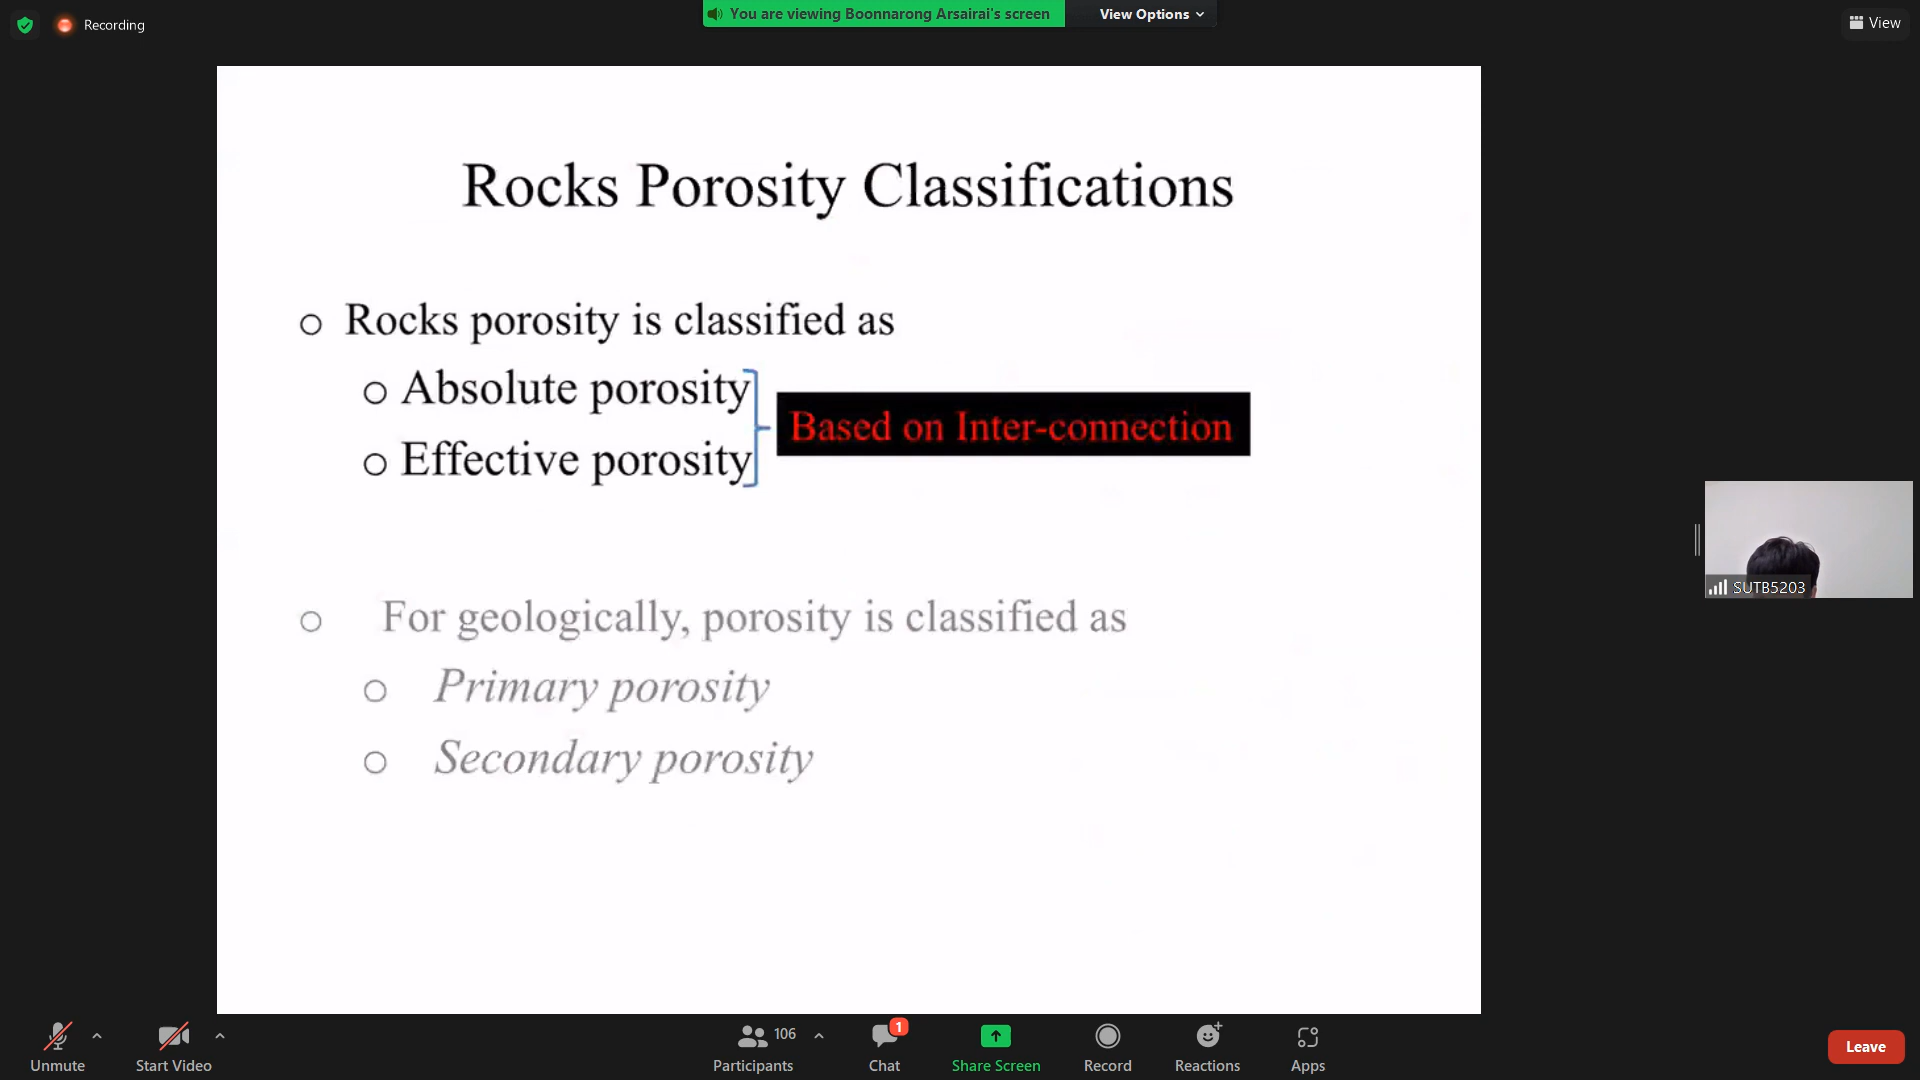 Recording
You are viewing Boonnarong Arsairai's screen
View Options
View
Rocks Porosity Classifications
Rocks porosity is classified as
Absolute porosity
Effective porosity
Based on Inter-connection
For geologically, porosity is classified as
Primary porosity
Secondary porosity
SUTB5203
Unmute
Start Video
106
Participants
1
Chat
Share Screen
Record
Reactions
Apps
Leave